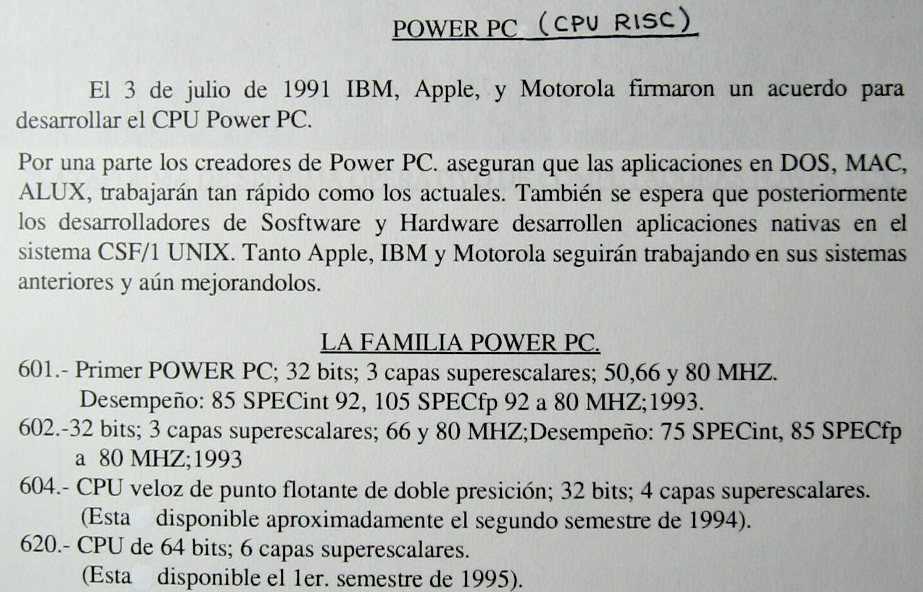 POWER PC (CPU RISC)
El 3 de julio de 1991 IBM, Apple, y Motorola firmaron un acuerdo para
desarrollar el CPU Power PC.
Por una parte los creadores de Power PC. aseguran que las aplicaciones en DOS, MAC,
ALUX, trabajarán tan rápido como los actuales. También se espera que posteriormente
los desarrolladores de Sosftware y Hardware desarrollen aplicaciones nativas en el
sistema CSF/1 UNIX. Tanto Apple, IBM y Motorola seguirán trabajando en sus sistemas
anteriores y aún mejorandolos.
LA FAMILIA POWER PC.
601.- Primer POWER PC; 32 bits; 3 capas superescalares; 50,66 y 80 MHZ.
Desempeño: 85 SPECint 92, 105 SPECfp 92 a 80 MHZ;1993.
602.-32 bits; 3 capas superescalares; 66 y 80 MHZ;Desempeño: 75 SPECint, 85 SPECfp
a 80 MHZ;1993
604.- CPU veloz de punto flotante de doble presición; 32 bits; 4 capas superescalares.
(Esta disponible aproximadamente el segundo semestre de 1994).
620.- CPU de 64 bits; 6 capas superescalares.
(Esta disponible el 1er. semestre de 1995).